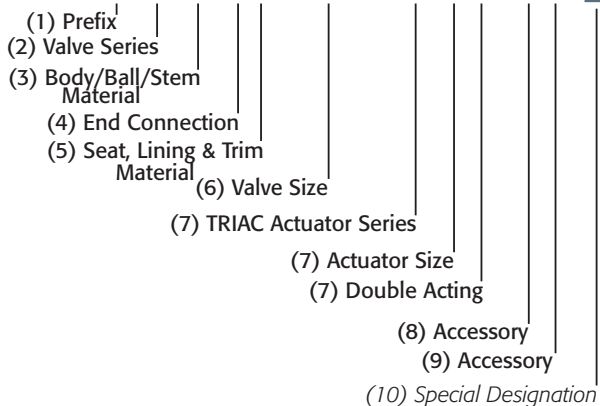 (1) Prefix
(2) Valve Series
(3) Body/Ball/Stem
Material
(4) End Connection
(5) Seat, Lining & Trim
Material
(6) Valve Size
(7) TRIAC Actuator Series
(7) Actuator Size
(7) Double Acting
(8) Accessory
(9) Accessory
(10) Special Designation